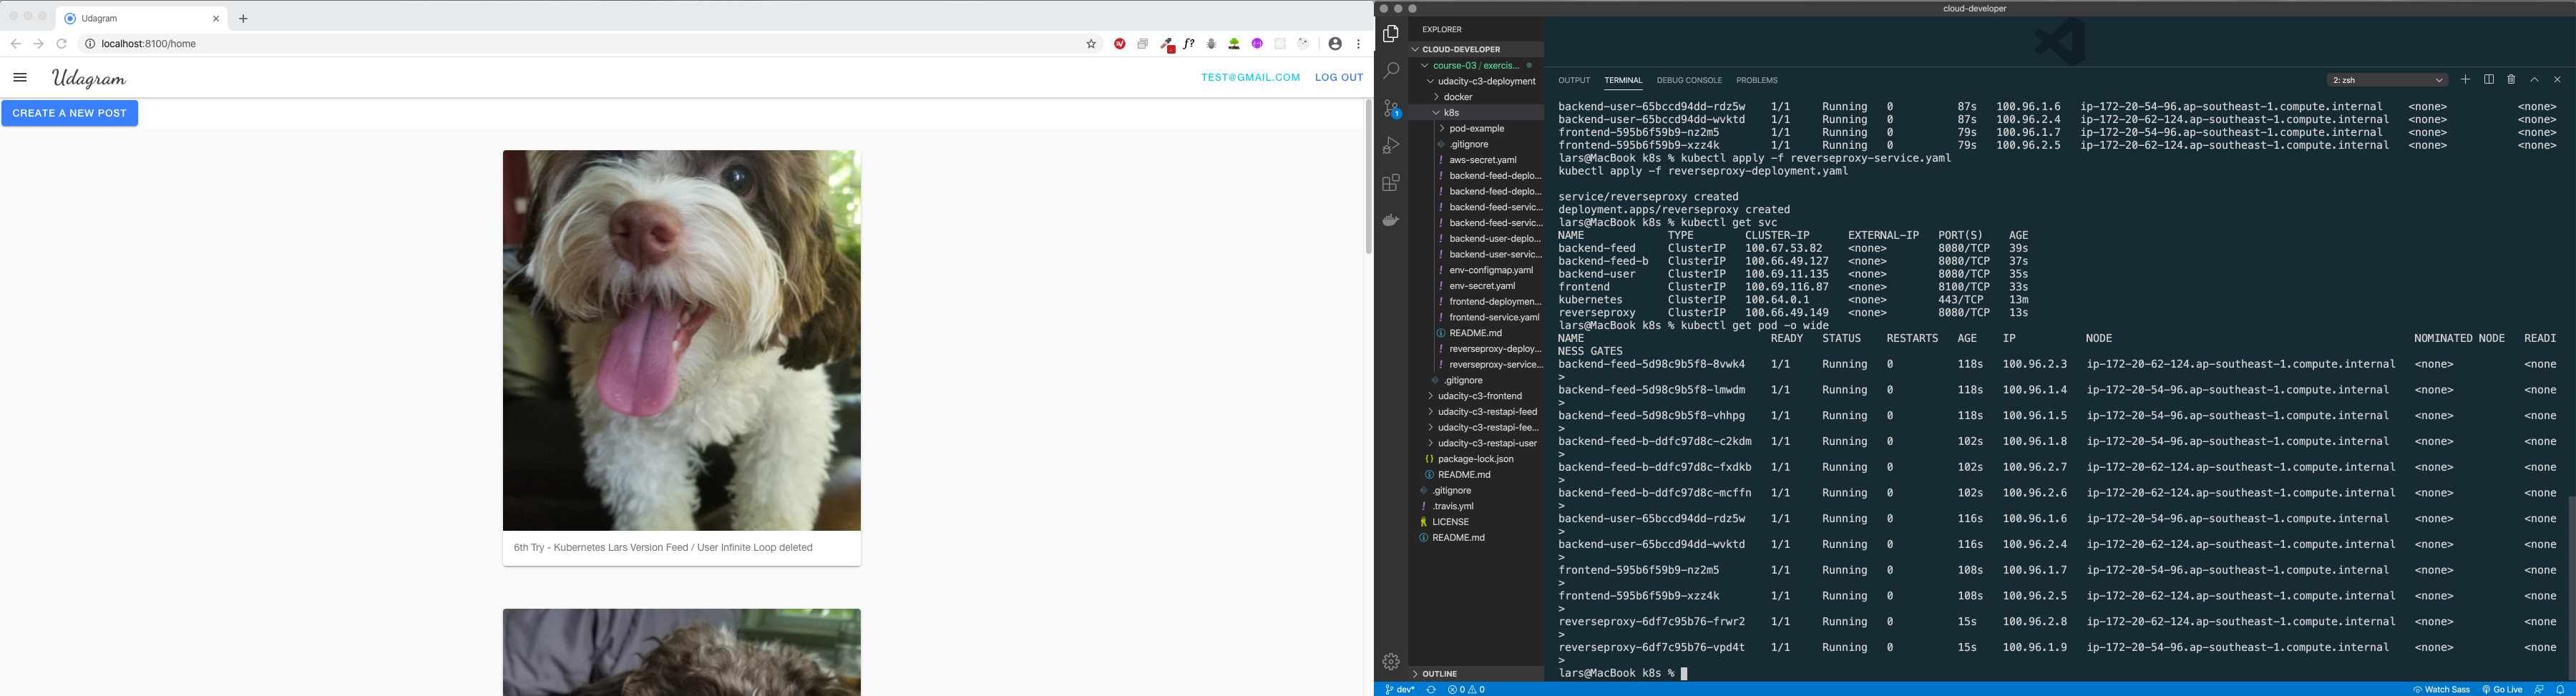 Udagram
localhost:8100/home
Udagram
TEST@GMAIL.COM
LOG OUT
CREATE A NEW POST
6th Try - Kubernetes Lars Version Feed / User Infinite Loop deleted
cloud-developer
EXPLORER
CLOUD-DEVELOPER
course-03 / exercis...
udacity-c3-deployment
docker
k8s
pod-example
.gitignore
aws-secret.yaml
backend-feed-deplo...
backend-feed-deplo...
backend-feed-servic...
backend-feed-servic...
backend-user-deplo...
backend-user-servic...
env-configmap.yaml
env-secret.yaml
frontend-deploymen...
frontend-service.yaml
README.md
reverseproxy-deploy...
reverseproxy-service...
.gitignore
udacity-c3-frontend
udacity-c3-restapi-feed
udacity-c3-restapi-fee...
udacity-c3-restapi-user
package-lock.json
README.md
.gitignore
.travis.yml
LICENSE
README.md
OUTLINE
OUTPUT TERMINAL DEBUG CONSOLE PROBLEMS
2: zsh
backend-user-65bccd94dd-rdz5w 1/1 Running 0 87s 100.96.1.6 ip-172-20-54-96.ap-southeast-1.compute.internal <none> <none>
backend-user-65bccd94dd-wvktd 1/1 Running 0 87s 100.96.2.4 ip-172-20-62-124.ap-southeast-1.compute.internal <none> <none>
frontend-595b6f59b9-nz2m5 1/1 Running 0 79s 100.96.1.7 ip-172-20-54-96.ap-southeast-1.compute.internal <none> <none>
frontend-595b6f59b9-xzz4k 1/1 Running 0 79s 100.96.2.5 ip-172-20-62-124.ap-southeast-1.compute.internal <none> <none>
lars@MacBook k8s % kubectl apply -f reverseproxy-service.yaml
kubectl apply -f reverseproxy-deployment.yaml
service/reverseproxy created
deployment.apps/reverseproxy created
lars@MacBook k8s % kubectl get svc
NAME TYPE CLUSTER-IP EXTERNAL-IP PORT(S) AGE
backend-feed ClusterIP 100.67.53.82 <none> 8080/TCP 39s
backend-feed-b ClusterIP 100.66.49.127 <none> 8080/TCP 37s
backend-user ClusterIP 100.69.11.135 <none> 8080/TCP 35s
frontend ClusterIP 100.69.116.87 <none> 8100/TCP 33s
kubernetes ClusterIP 100.64.0.1 <none> 443/TCP 13m
reverseproxy ClusterIP 100.66.49.149 <none> 8080/TCP 13s
lars@MacBook k8s % kubectl get pod -o wide
NAME READY STATUS RESTARTS AGE IP NODE NOMINATED NODE READI
NESS GATES
backend-feed-5d98c9b5f8-8vwk4 1/1 Running 0 118s 100.96.2.3 ip-172-20-62-124.ap-southeast-1.compute.internal <none> <none
>
backend-feed-5d98c9b5f8-lmwdm 1/1 Running 0 118s 100.96.1.4 ip-172-20-54-96.ap-southeast-1.compute.internal <none> <none
>
backend-feed-5d98c9b5f8-vhhpg 1/1 Running 0 118s 100.96.1.5 ip-172-20-54-96.ap-southeast-1.compute.internal <none> <none
>
backend-feed-b-ddfc97d8c-c2kdm 1/1 Running 0 102s 100.96.1.8 ip-172-20-54-96.ap-southeast-1.compute.internal <none> <none
>
backend-feed-b-ddfc97d8c-fxdkb 1/1 Running 0 102s 100.96.2.7 ip-172-20-62-124.ap-southeast-1.compute.internal <none> <none
>
backend-feed-b-ddfc97d8c-mcffn 1/1 Running 0 102s 100.96.2.6 ip-172-20-62-124.ap-southeast-1.compute.internal <none> <none
>
backend-user-65bccd94dd-rdz5w 1/1 Running 0 116s 100.96.1.6 ip-172-20-54-96.ap-southeast-1.compute.internal <none> <none
>
backend-user-65bccd94dd-wvktd 1/1 Running 0 116s 100.96.2.4 ip-172-20-62-124.ap-southeast-1.compute.internal <none> <none
>
frontend-595b6f59b9-nz2m5 1/1 Running 0 108s 100.96.1.7 ip-172-20-54-96.ap-southeast-1.compute.internal <none> <none
>
frontend-595b6f59b9-xzz4k 1/1 Running 0 108s 100.96.2.5 ip-172-20-62-124.ap-southeast-1.compute.internal <none> <none
>
reverseproxy-6df7c95b76-frwr2 1/1 Running 0 15s 100.96.2.8 ip-172-20-62-124.ap-southeast-1.compute.internal <none> <none
>
reverseproxy-6df7c95b76-vpd4t 1/1 Running 0 15s 100.96.1.9 ip-172-20-54-96.ap-southeast-1.compute.internal <none> <none
>
lars@MacBook k8s %
dev* 0 0 Watch Sass Go Live